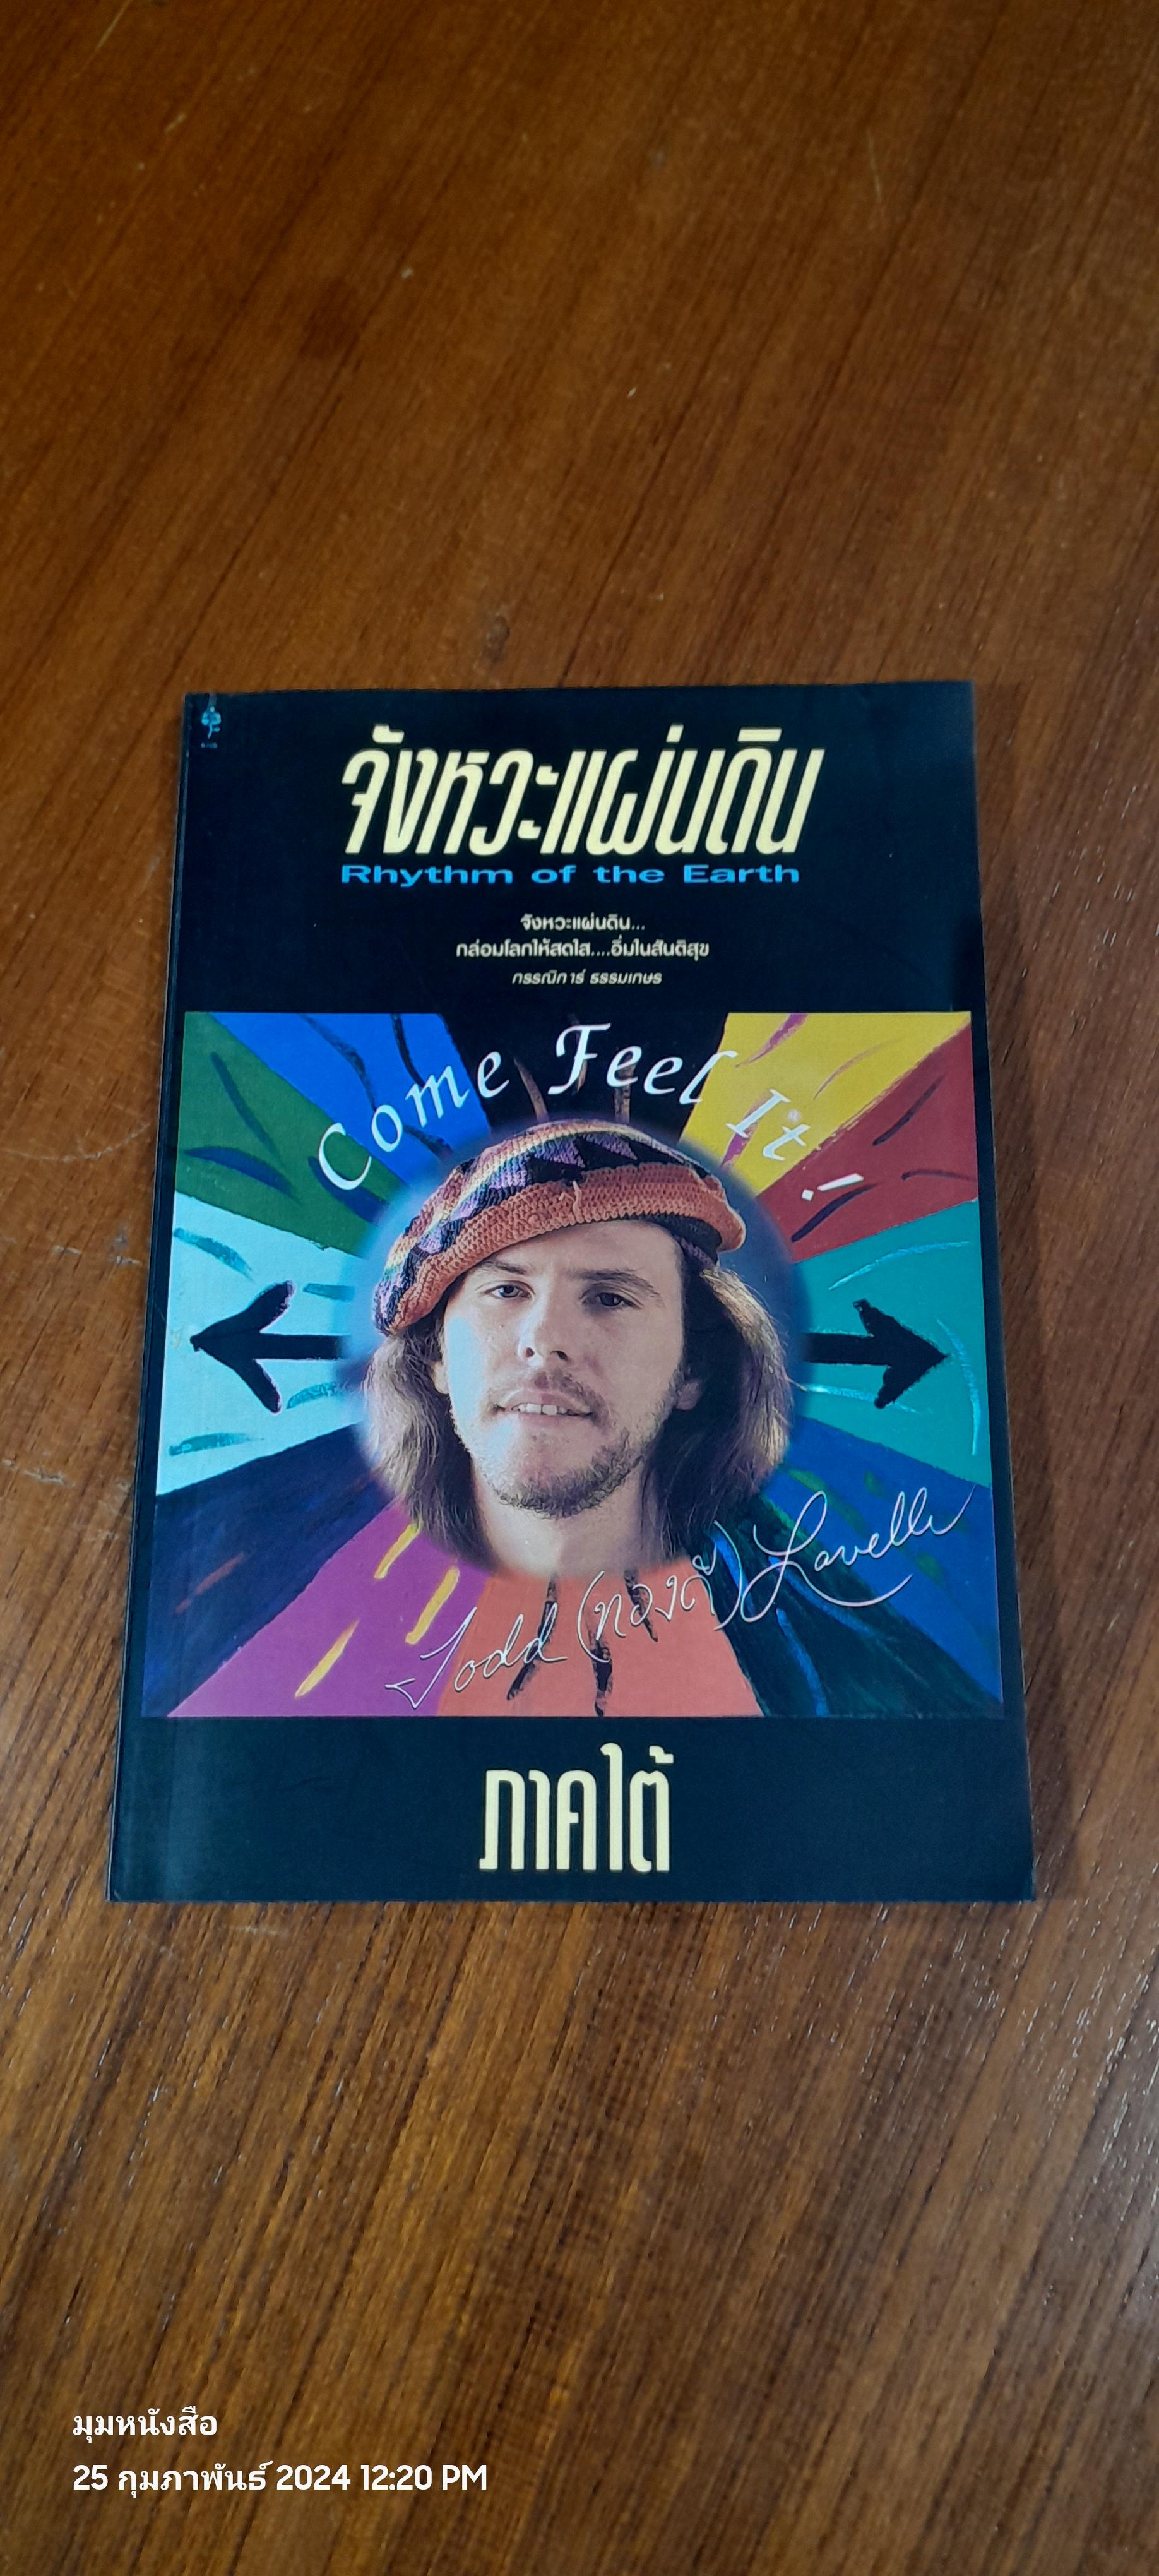 จังหวะแผ่นดิน
Rhythm of the Earth
จังหวะแผ่นดิน...
กล่อมโลกให้สดใส....อิ่มในสันติสุข
กรรณิการ์ ธรรมเกษร
Come Feel It!
Todd (ทองดี) Lavelle
ภาคใต้
มุมหนังสือ
25 กุมภาพันธ์ 2024 12:20 PM